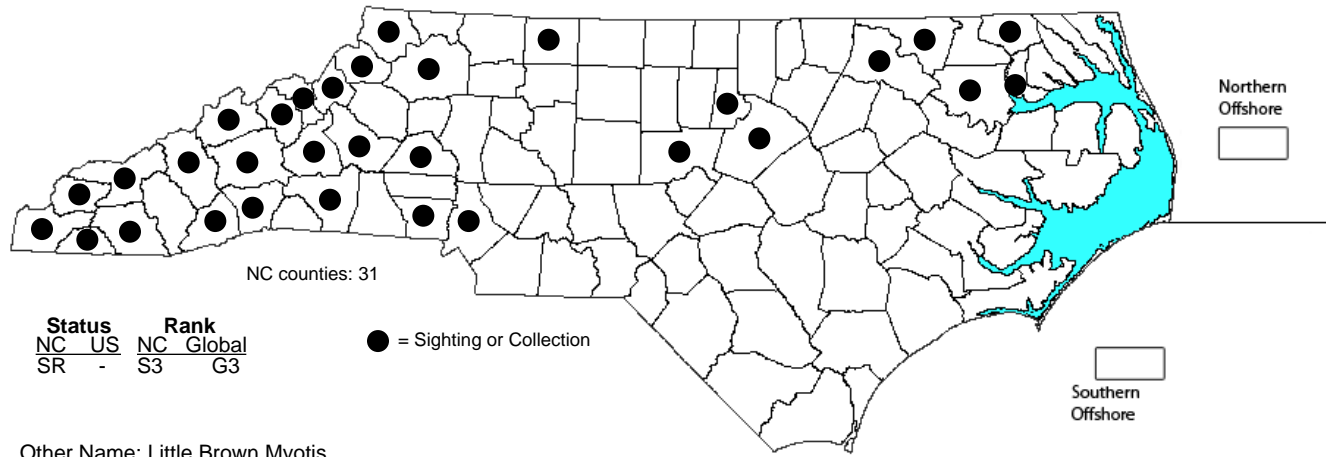 Northern
Offshore
NC counties: 31
Status Rank
NC US NC Global
SR - S3 G3
= Sighting or Collection
Southern
Offshore
Other Name: Little Brown Myotis